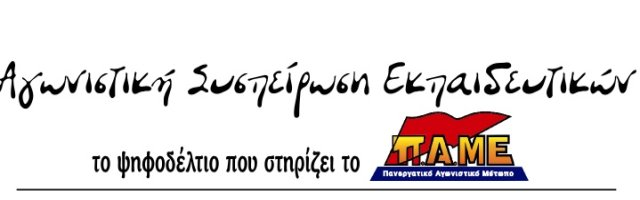 Αγωνιστική Συσπείρωση Εκπαιδευτικών
το ψηφοδέλτιο που στηρίζει το Π.Α.ΜΕ
Πανεργατικό Αγωνιστικό Μέτωπο